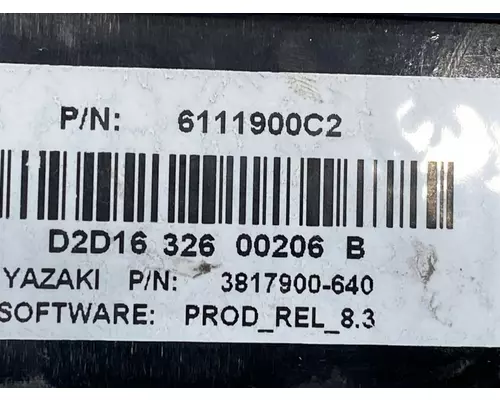 P/N: 6111900C2
D2D16 326 00206 B
YAZAKI P/N: 3817900-640
SOFTWARE: PROD_REL_8.3